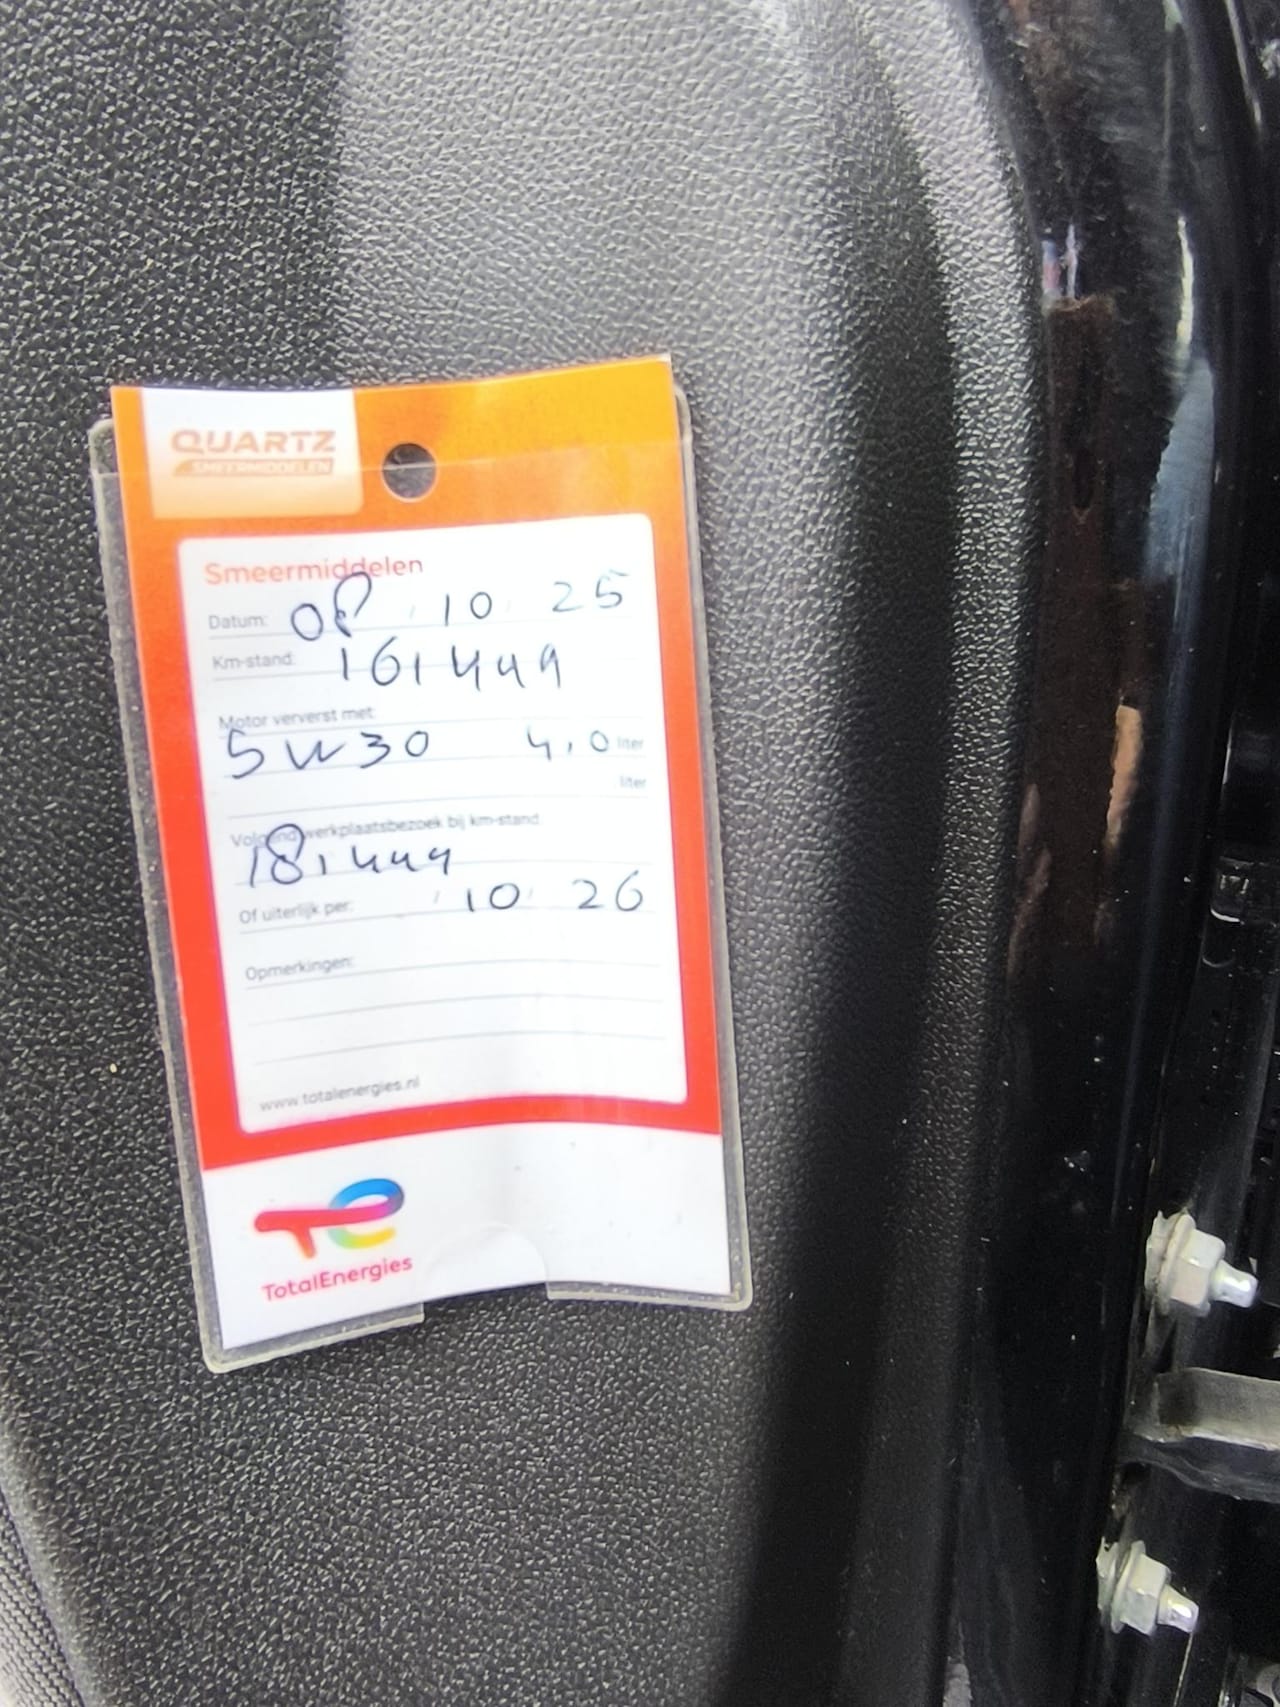 QUARTZ
SMEERMIDDELEN
Smeermiddelen
Datum: 08 10 25
Km-stand: 161449
Motor ververst met:
5W30 4,0 liter
liter
Volgend werkplaatsbezoek bij km-stand:
181449
Of uiterlijk per: 10 26
Opmerkingen:
www.totalenergies.nl
TotalEnergies